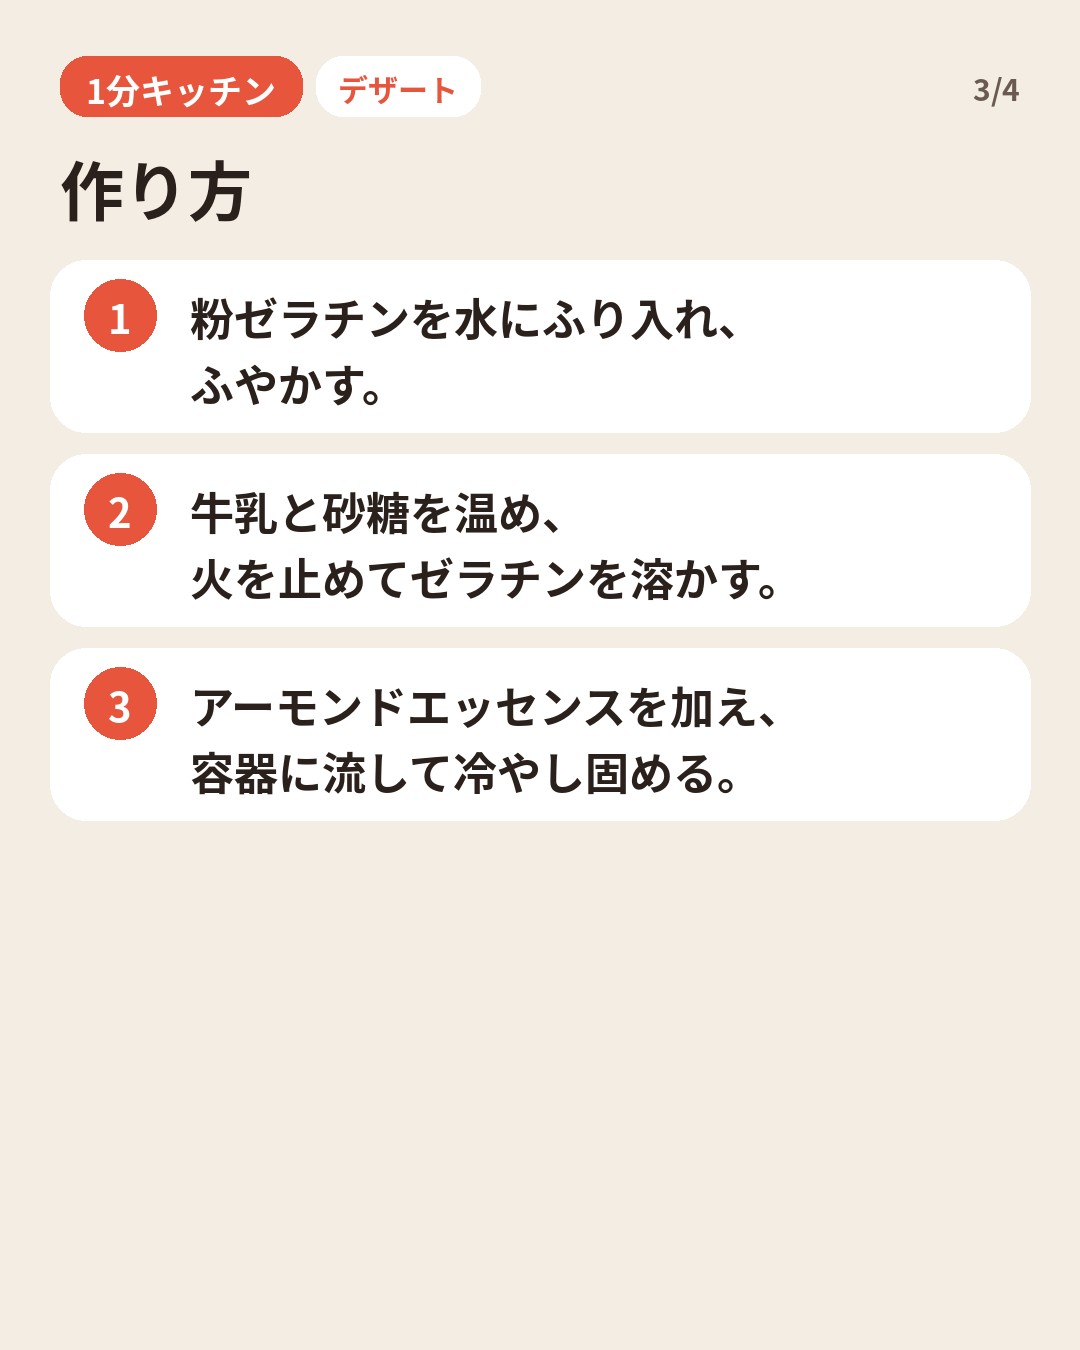 1分キッチン デザート 3/4
作り方
1 粉ゼラチンを水にふり入れ、
ふやかす。
2 牛乳と砂糖を温め、
火を止めてゼラチンを溶かす。
3 アーモンドエッセンスを加え、
容器に流して冷やし固める。